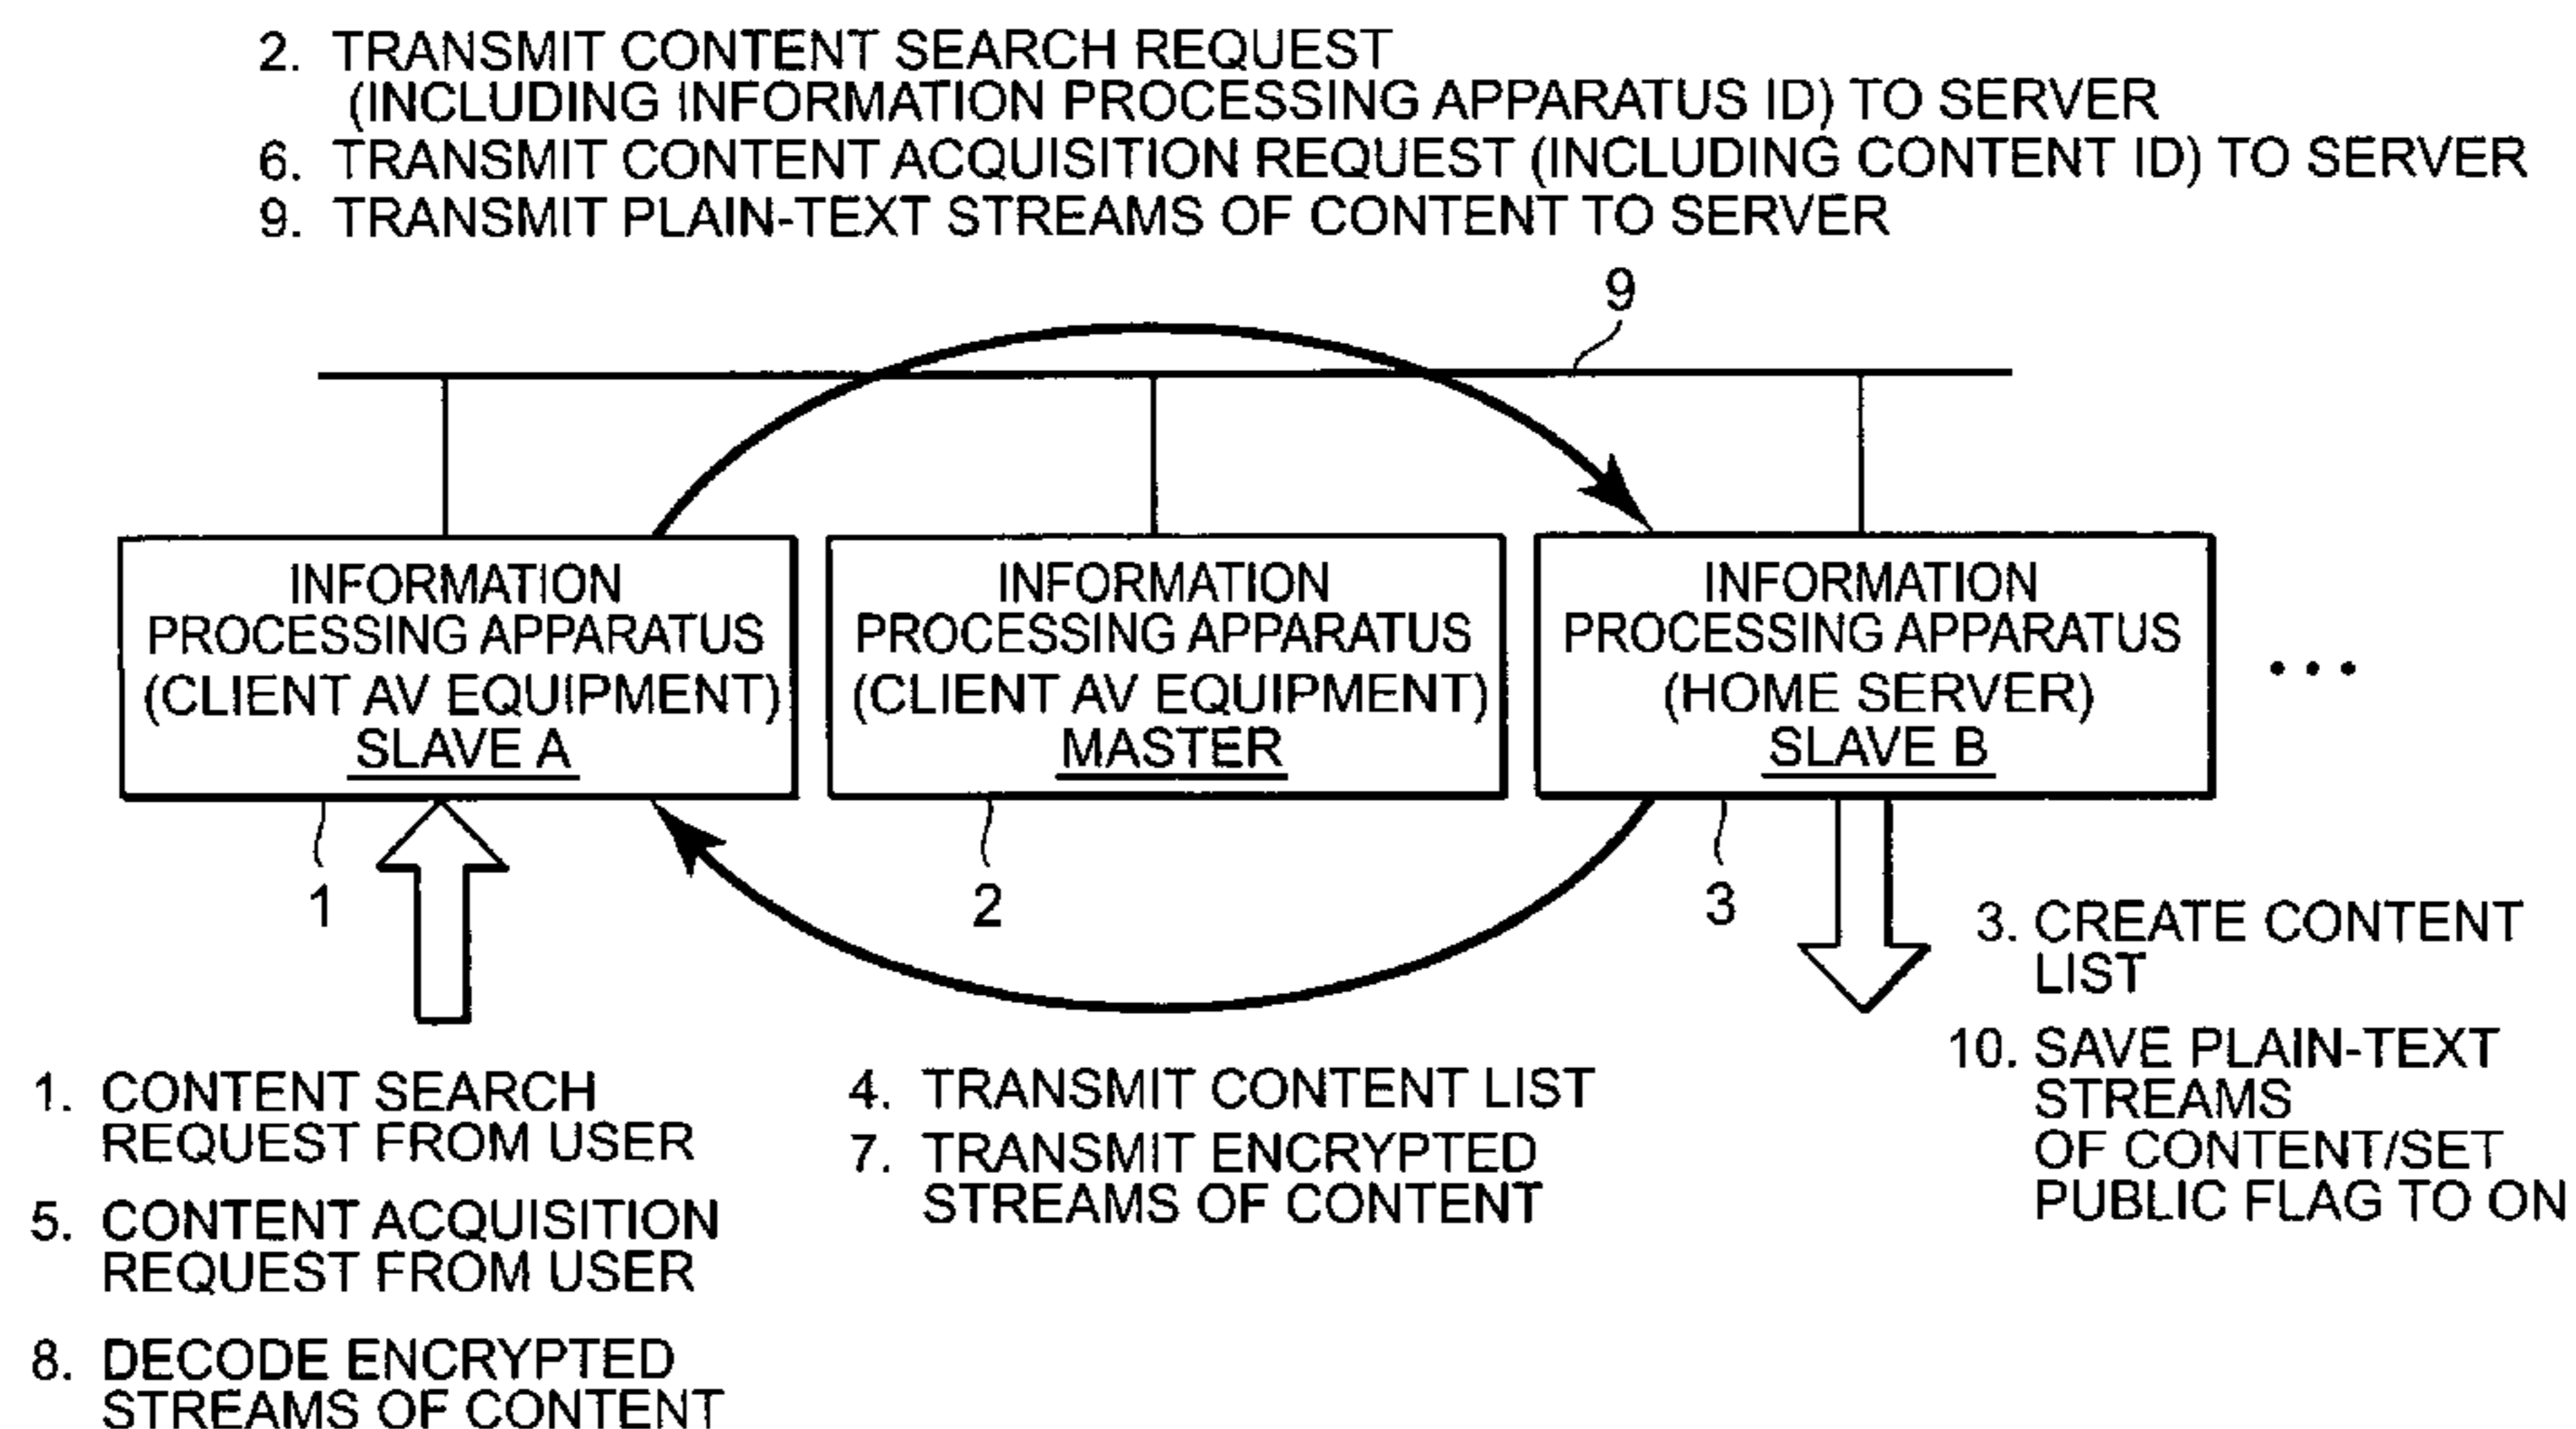 2. TRANSMIT CONTENT SEARCH REQUEST
(INCLUDING INFORMATION PROCESSING APPARATUS ID) TO SERVER
6. TRANSMIT CONTENT ACQUISITION REQUEST (INCLUDING CONTENT ID) TO SERVER
9. TRANSMIT PLAIN-TEXT STREAMS OF CONTENT TO SERVER
9
INFORMATION
PROCESSING APPARATUS
(CLIENT AV EQUIPMENT)
SLAVE A
INFORMATION
PROCESSING APPARATUS
(CLIENT AV EQUIPMENT)
MASTER
INFORMATION
PROCESSING APPARATUS
(HOME SERVER)
SLAVE B
...
1
2
3
1. CONTENT SEARCH
REQUEST FROM USER
5. CONTENT ACQUISITION
REQUEST FROM USER
8. DECODE ENCRYPTED
STREAMS OF CONTENT
4. TRANSMIT CONTENT LIST
7. TRANSMIT ENCRYPTED
STREAMS OF CONTENT
3. CREATE CONTENT
LIST
10. SAVE PLAIN-TEXT
STREAMS
OF CONTENT/SET
PUBLIC FLAG TO ON